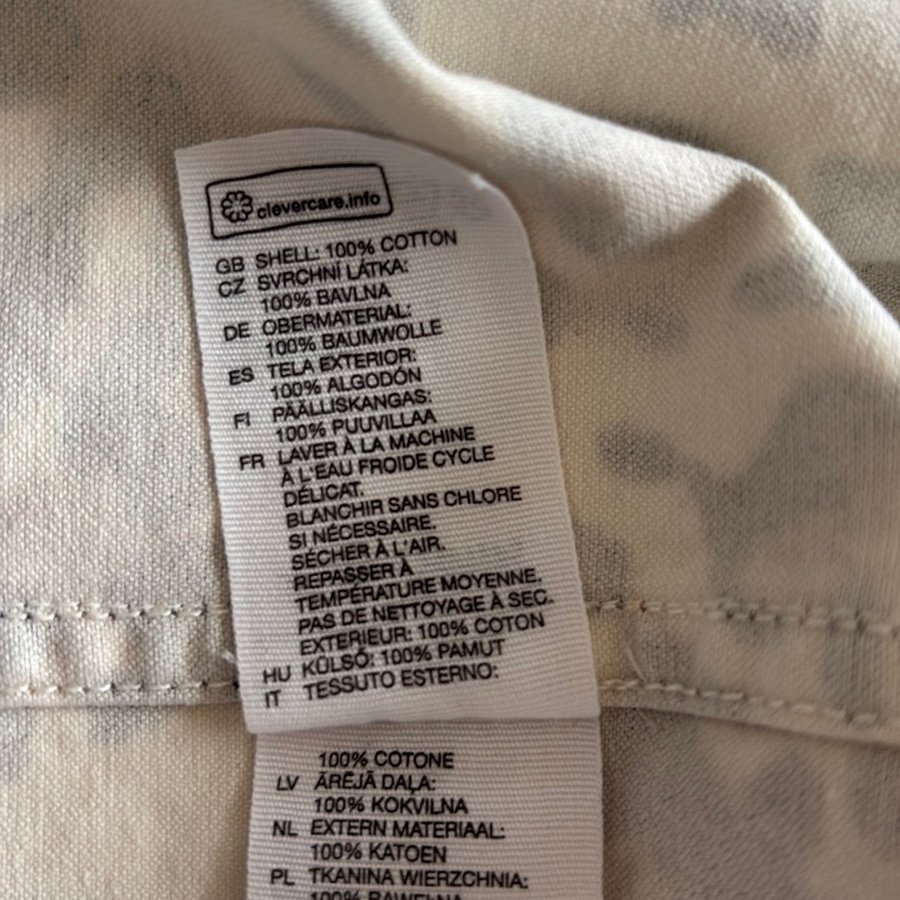 clevercare.info
GB SHELL: 100% COTTON
CZ SVRCHNÍ LÁTKA:
100% BAVLNA
DE OBERMATERIAL:
100% BAUMWOLLE
ES TELA EXTERIOR:
100% ALGODÓN
FI PÄÄLLISKANGAS:
100% PUUVILLAA
FR LAVER À LA MACHINE
À L'EAU FROIDE CYCLE
DÉLICAT.
BLANCHIR SANS CHLORE
SI NÉCESSAIRE.
SÉCHER À L'AIR.
REPASSER À
TEMPÉRATURE MOYENNE.
PAS DE NETTOYAGE À SEC.
EXTERIEUR: 100% COTON
HU KÜLSŐ: 100% PAMUT
IT TESSUTO ESTERNO:
100% COTONE
LV ĀRĒJĀ DAĻA:
100% KOKVILNA
NL EXTERN MATERIAAL:
100% KATOEN
PL TKANINA WIERZCHNIA:
100% BAWEŁNA